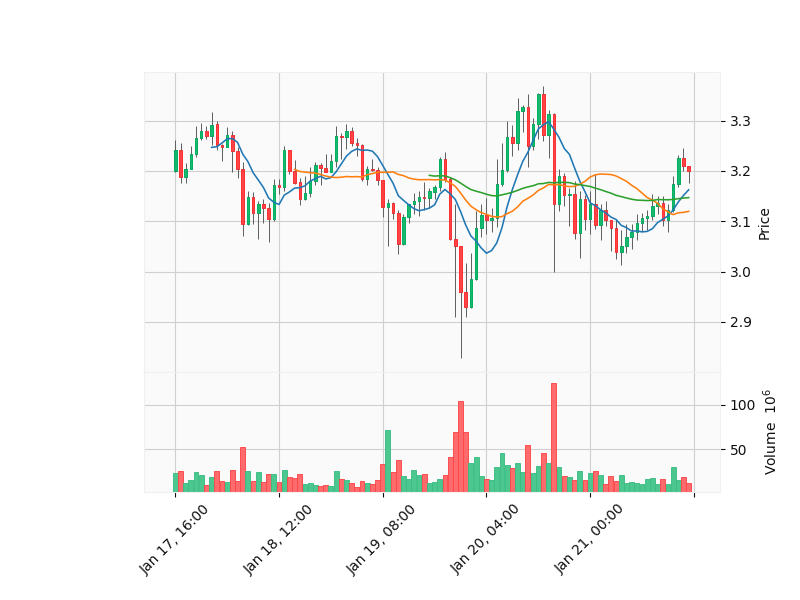 3.3
3.2
3.1
3.0
2.9
Price
100
50
Volume 10^6
Jan 17, 16:00
Jan 18, 12:00
Jan 19, 08:00
Jan 20, 04:00
Jan 21, 00:00